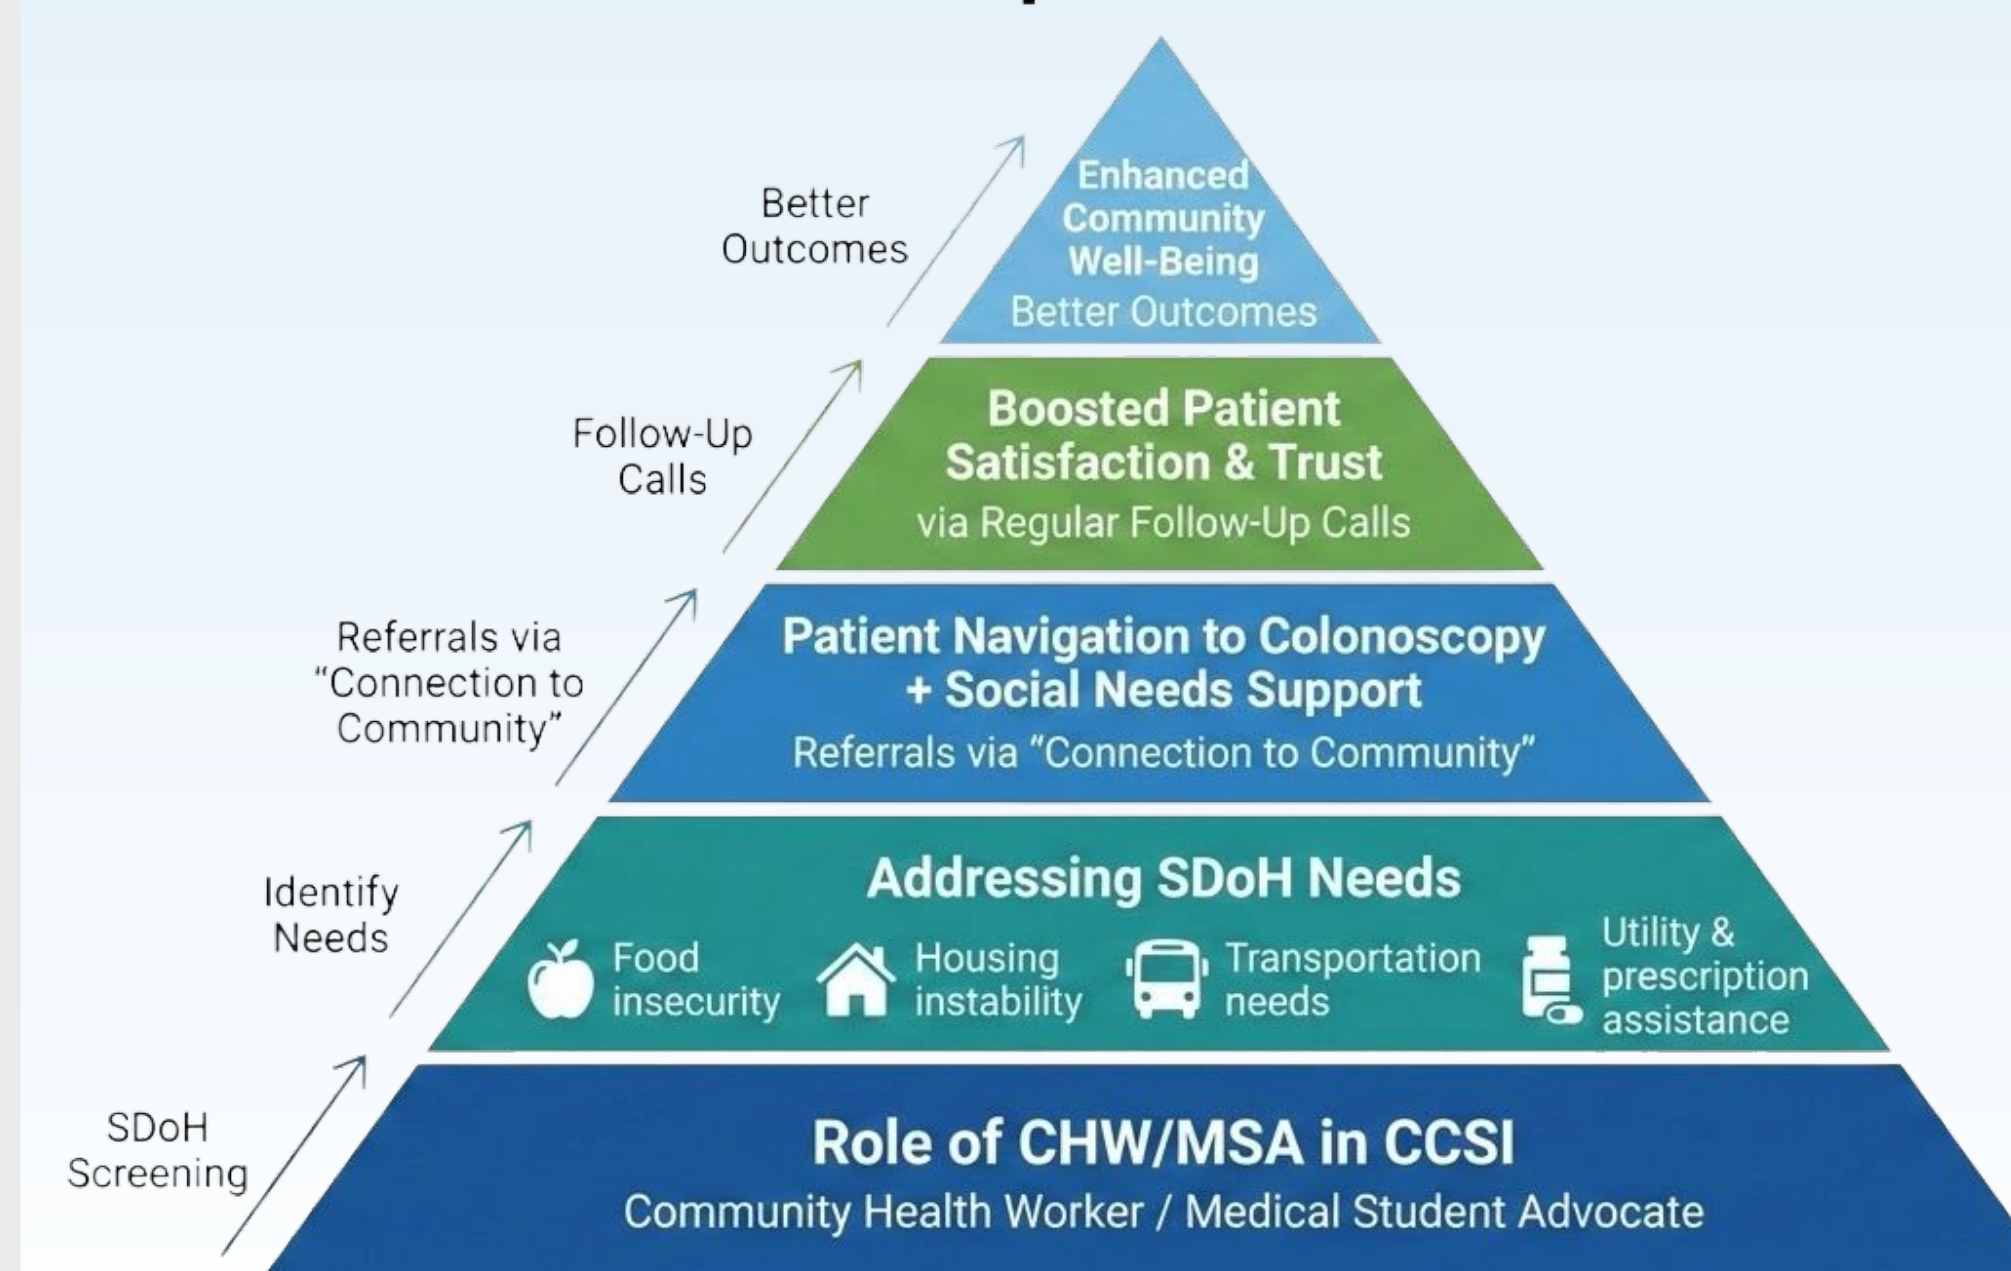 Better
Outcomes
Enhanced
Community
Well-Being
Better Outcomes
Follow-Up
Calls
Boosted Patient
Satisfaction & Trust
via Regular Follow-Up Calls
Referrals via
“Connection to
Community”
Patient Navigation to Colonoscopy
+ Social Needs Support
Referrals via “Connection to Community”
Identify
Needs
Addressing SDoH Needs
Food
insecurity
Housing
instability
Transportation
needs
Utility &
prescription
assistance
SDoH
Screening
Role of CHW/MSA in CCSI
Community Health Worker / Medical Student Advocate